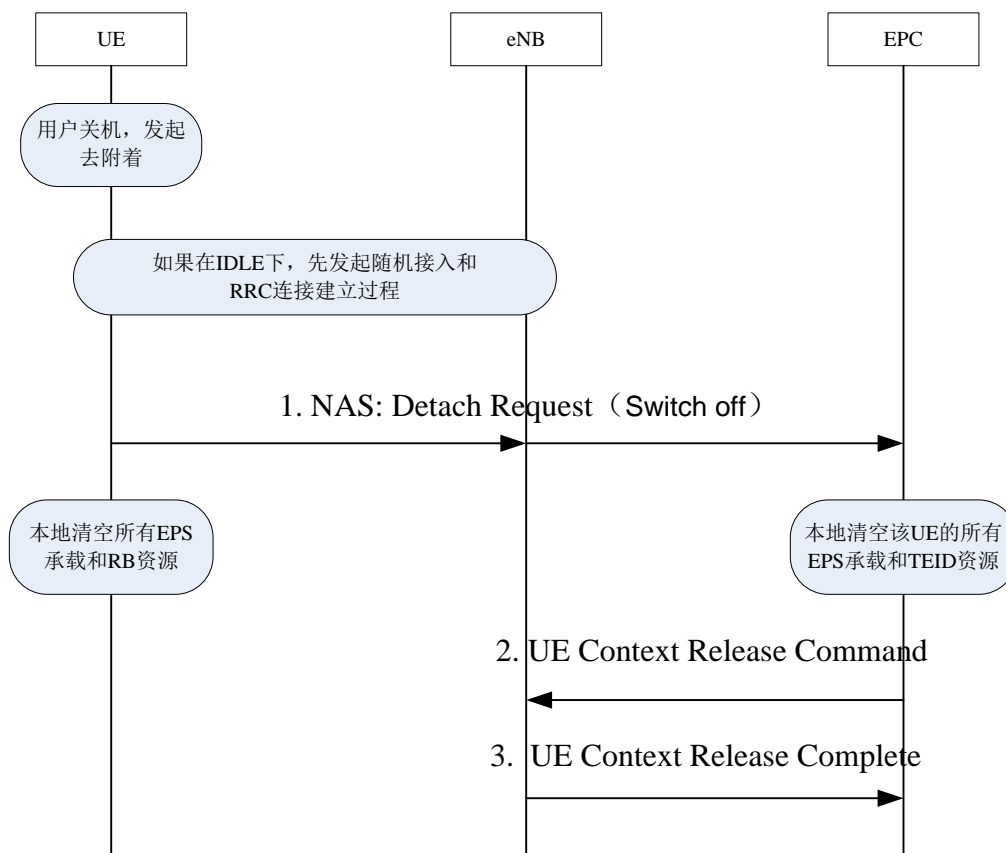 UE
eNB
EPC
用户关机，发起
去附着
如果在IDLE下，先发起随机接入和
RRC连接建立过程
1. NAS: Detach Request（Switch off）
本地清空所有EPS
承载和RB资源
本地清空该UE的所有
EPS承载和TEID资源
2. UE Context Release Command
3. UE Context Release Complete